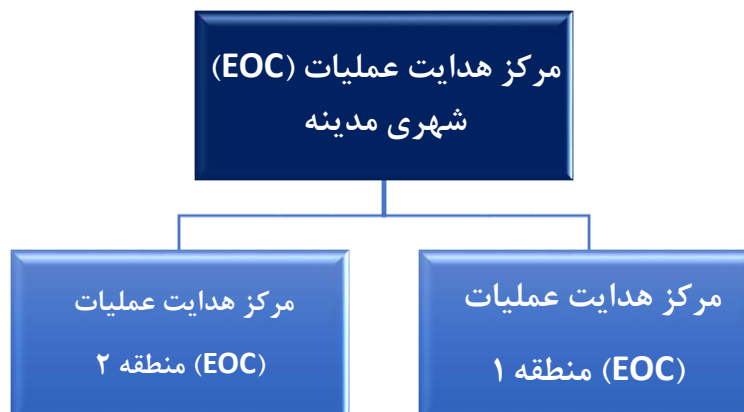 مرکز هدایت عملیات (EOC)
شهری مدینه
مرکز هدایت عملیات
(EOC) منطقه ۱
مرکز هدایت عملیات
(EOC) منطقه ۲